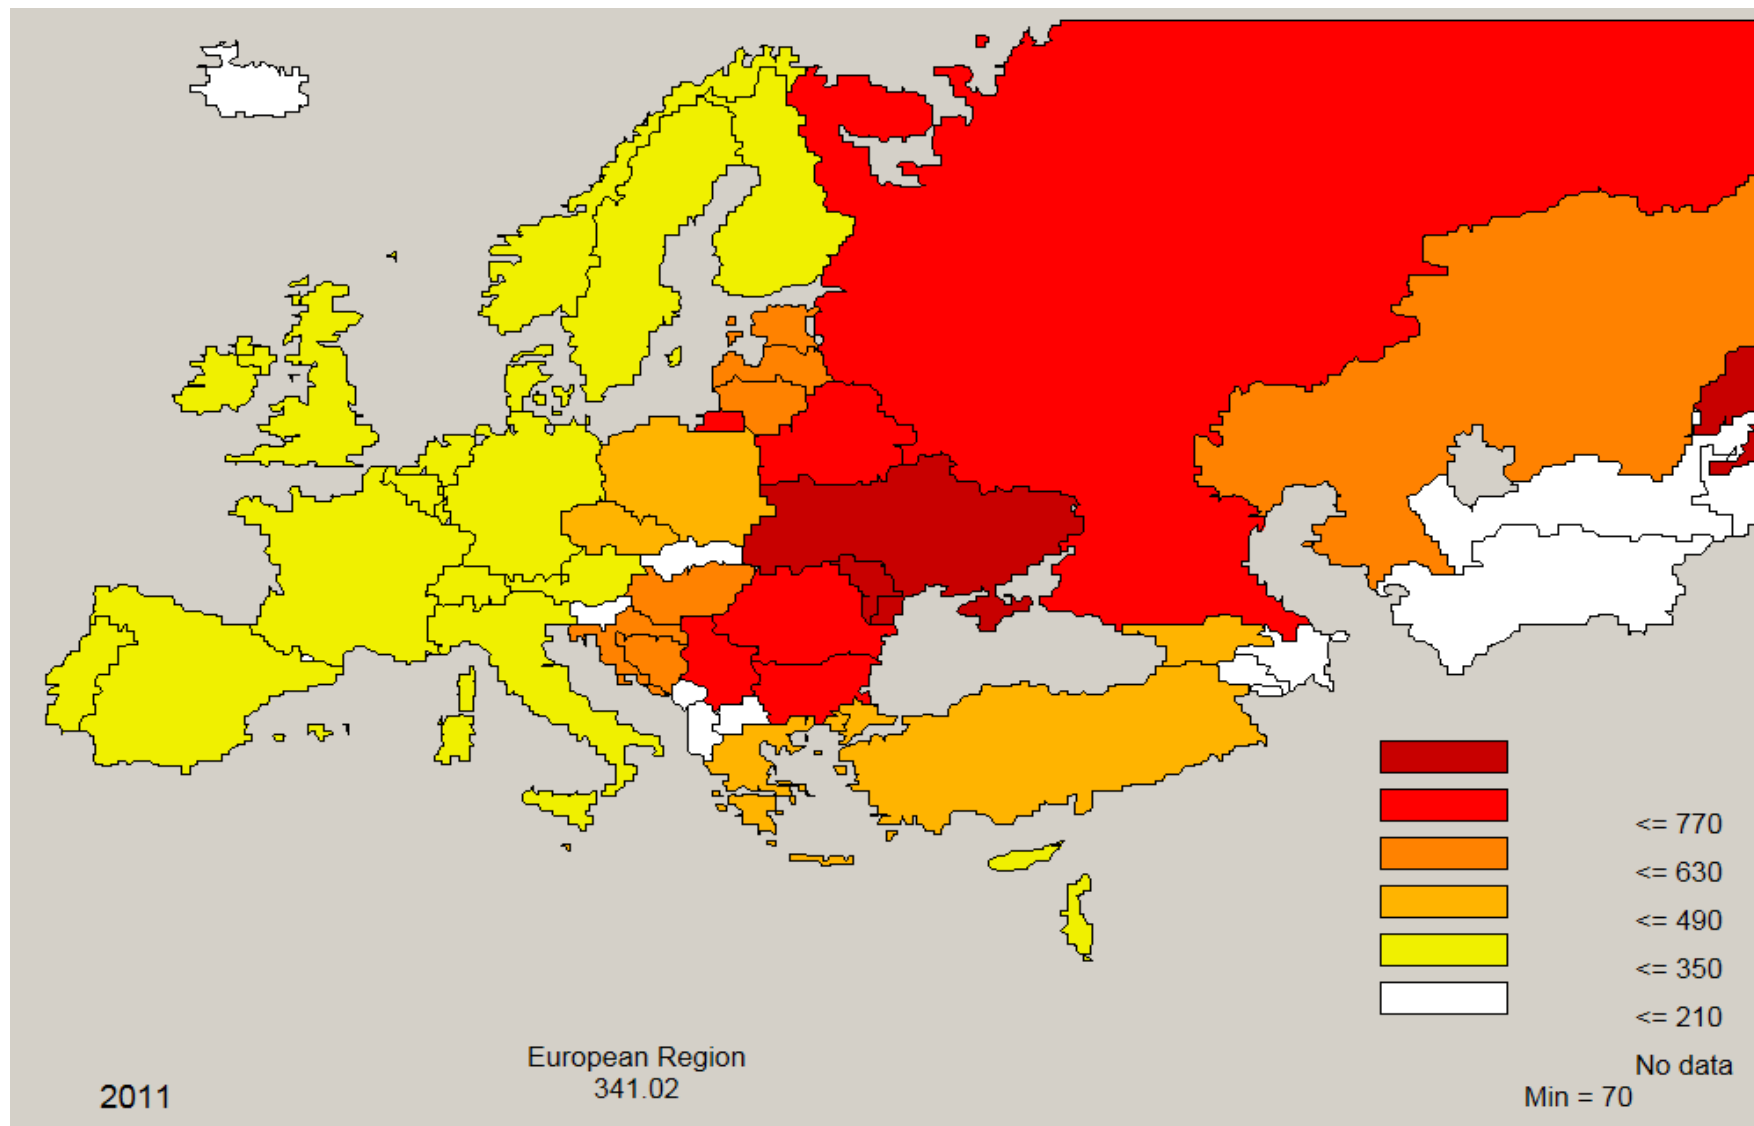 <= 770
<= 630
<= 490
<= 350
<= 210
No data
European Region
341.02
2011
Min = 70